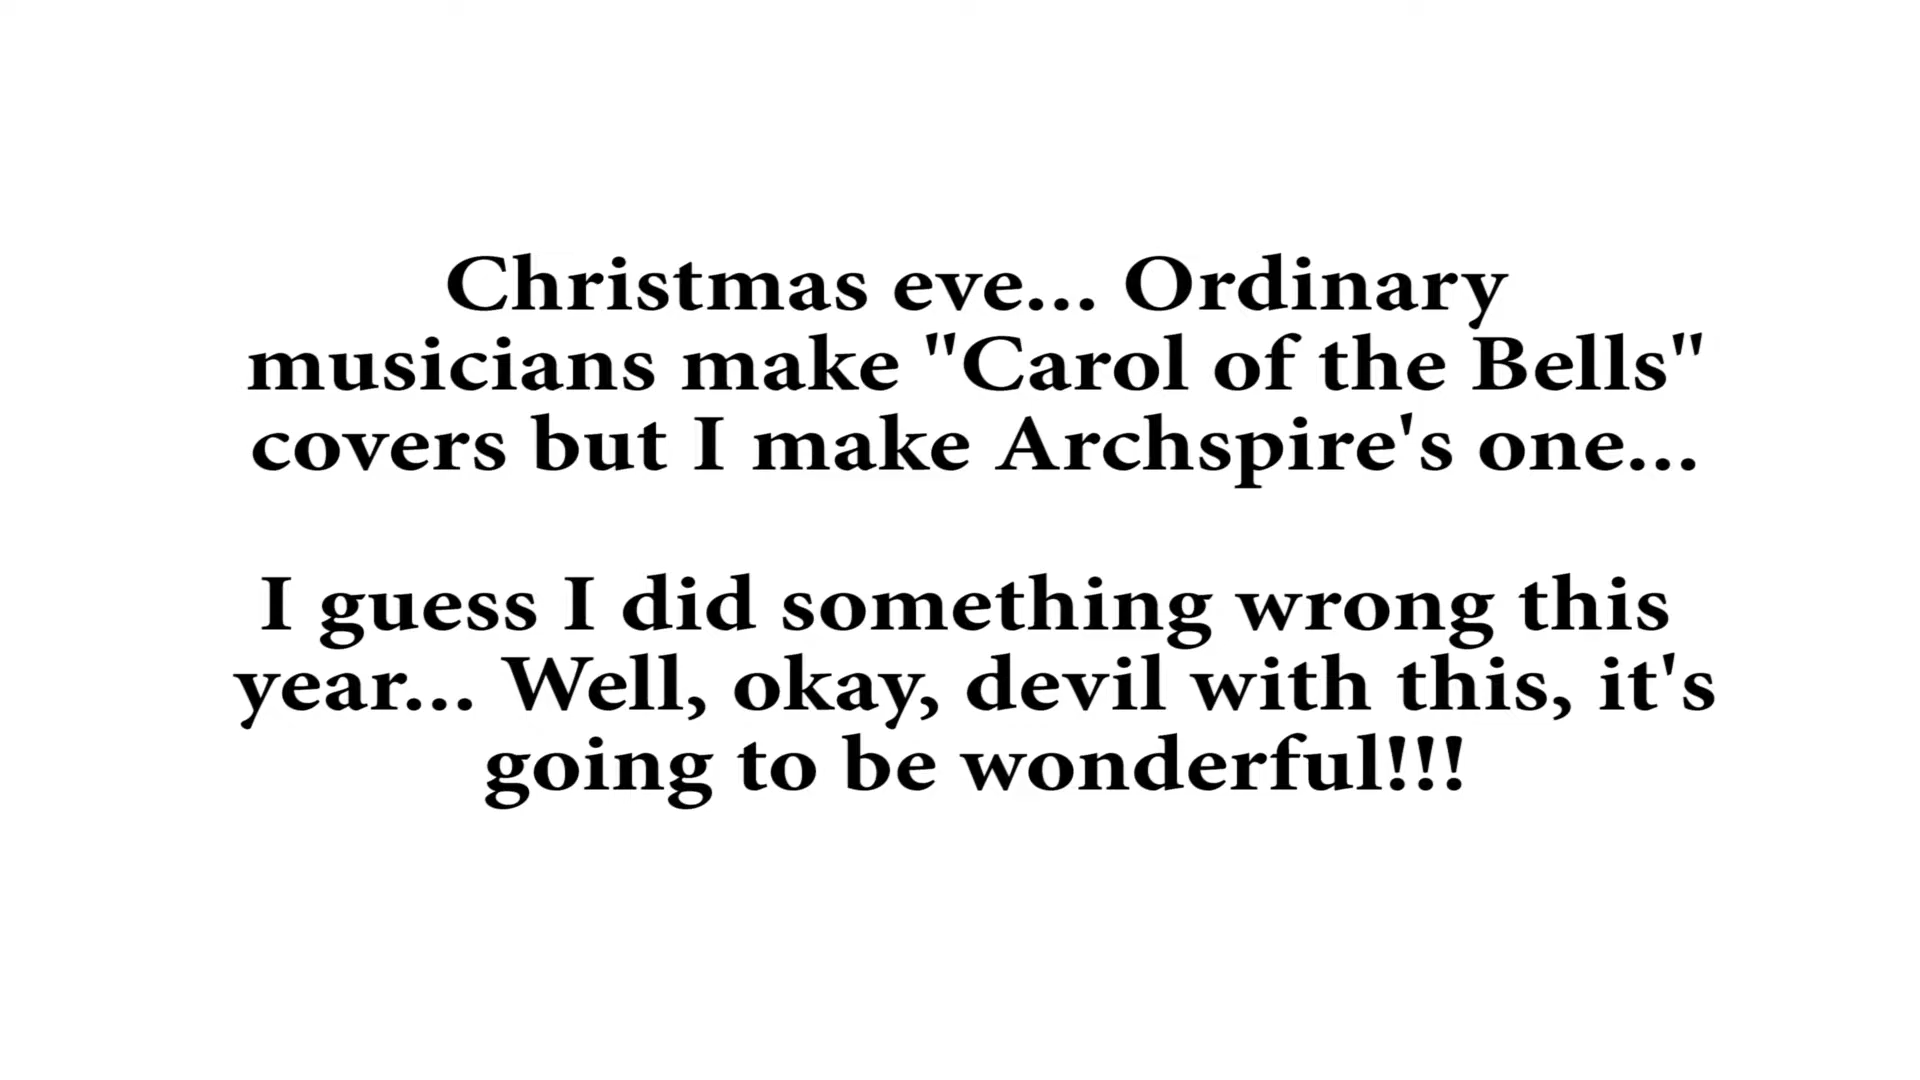 Christmas eve... Ordinary
musicians make "Carol of the Bells"
covers but I make Archspire's one...
I guess I did something wrong this
year... Well, okay, devil with this, it's
going to be wonderful!!!